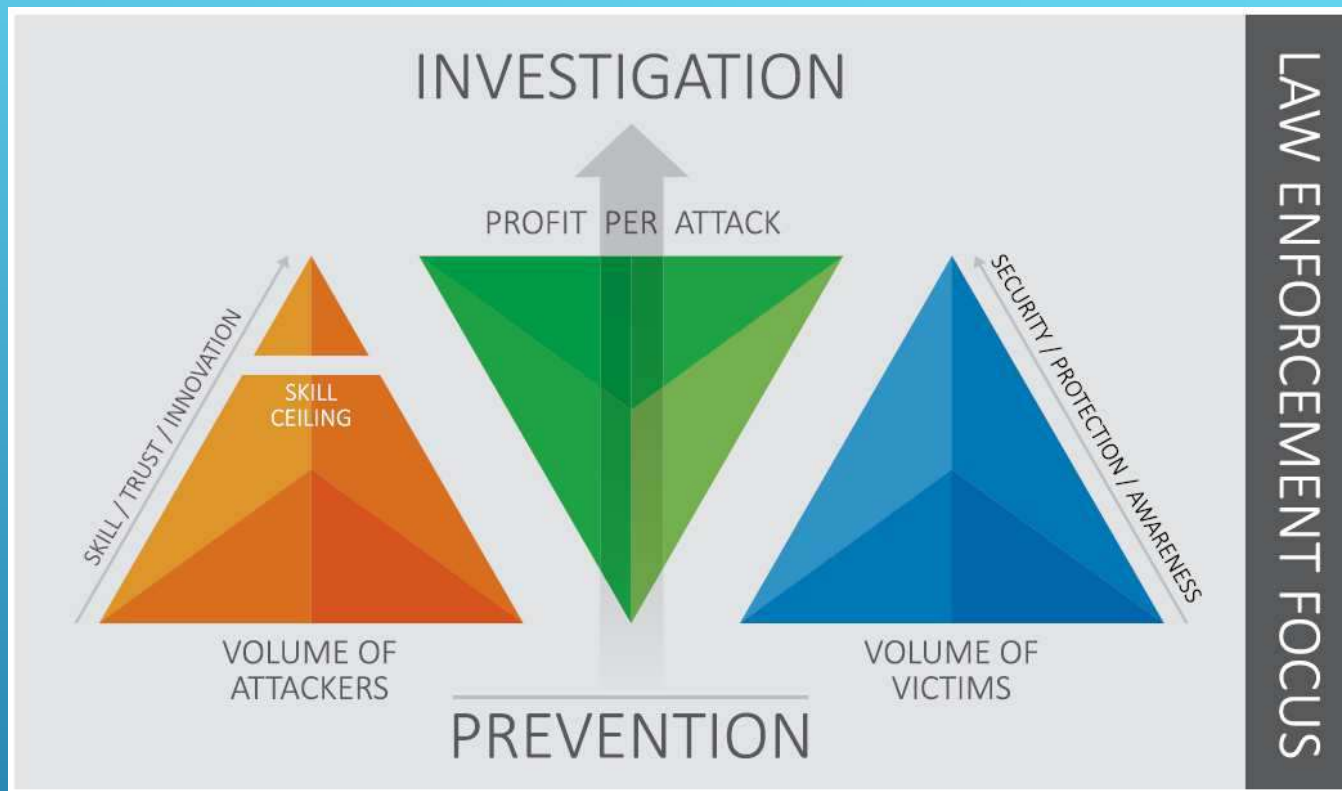 INVESTIGATION
PROFIT PER ATTACK
SKILL / TRUST / INNOVATION
SKILL
CEILING
SECURITY / PROTECTION / AWARENESS
VOLUME OF
ATTACKERS
VOLUME OF
VICTIMS
PREVENTION
LAW ENFORCEMENT FOCUS